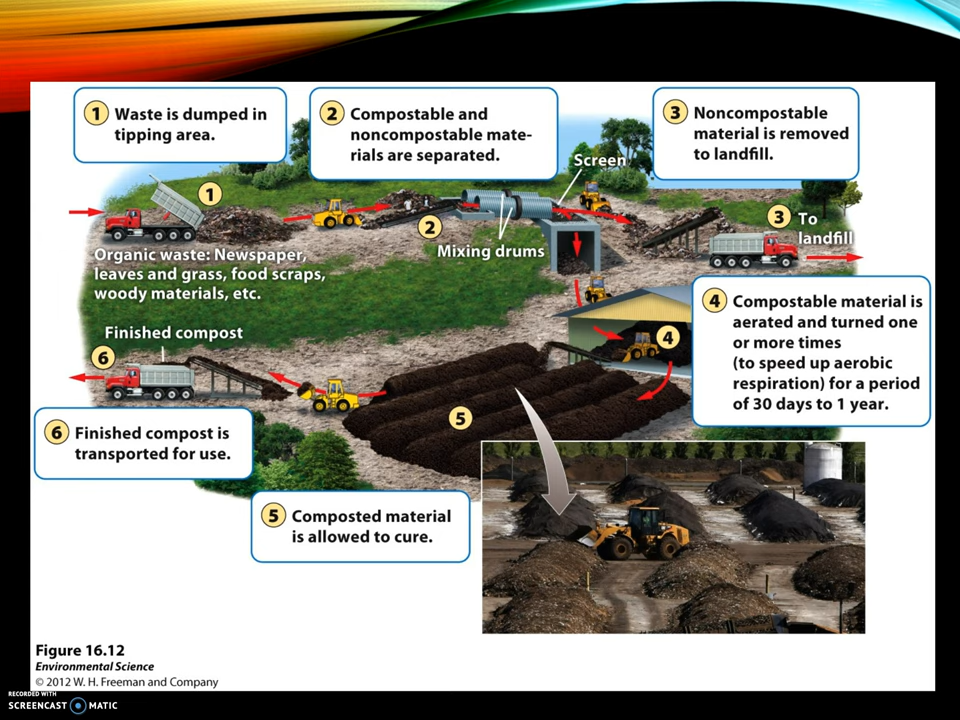 1 Waste is dumped in
tipping area.
2 Compostable and
noncompostable mate-
rials are separated.
3 Noncompostable
material is removed
to landfill.
Screen
1
2
Mixing drums
3 To
landfill
Organic waste: Newspaper,
leaves and grass, food scraps,
woody materials, etc.
4 Compostable material is
aerated and turned one
or more times
(to speed up aerobic
respiration) for a period
of 30 days to 1 year.
4
Finished compost
6
5
6 Finished compost is
transported for use.
5 Composted material
is allowed to cure.
Figure 16.12
Environmental Science
© 2012 W. H. Freeman and Company
RECORDED WITH
SCREENCAST MATIC